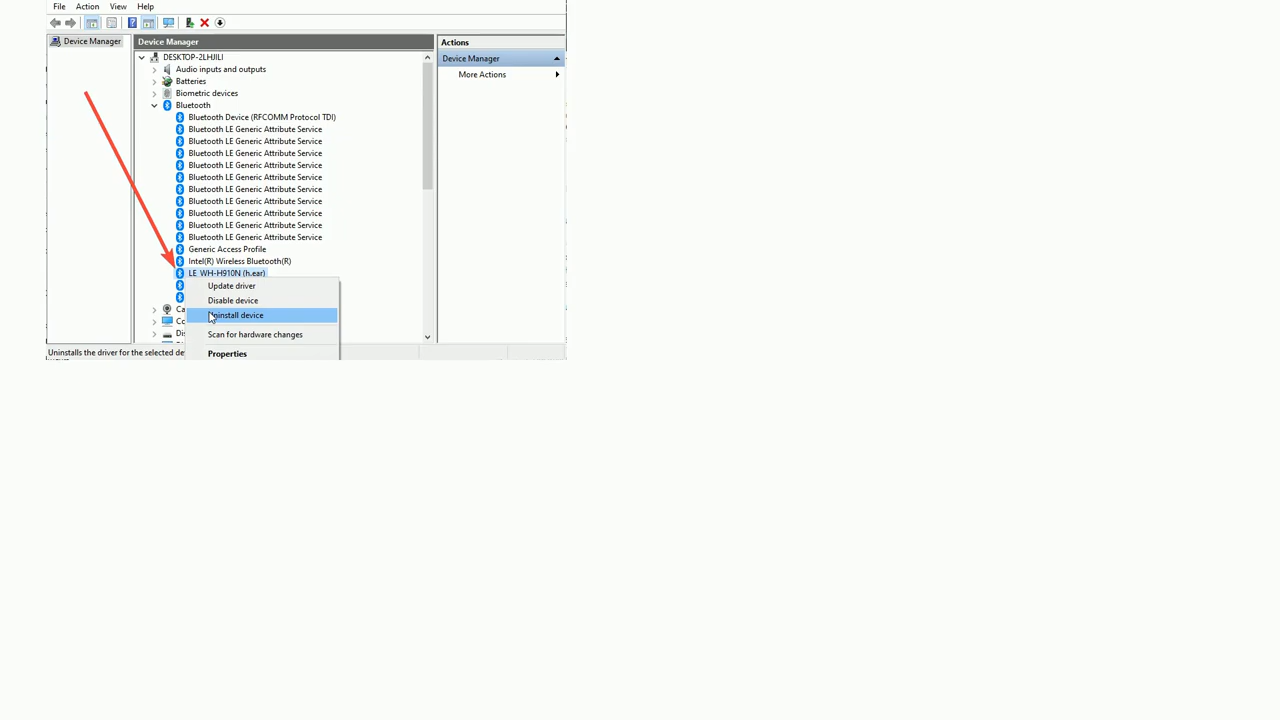 File Action View Help
Device Manager
Device Manager
Actions
DESKTOP-2LHJILI
Device Manager
Audio inputs and outputs
More Actions
Batteries
Biometric devices
Bluetooth
Bluetooth Device (RFCOMM Protocol TDI)
Bluetooth LE Generic Attribute Service
Bluetooth LE Generic Attribute Service
Bluetooth LE Generic Attribute Service
Bluetooth LE Generic Attribute Service
Bluetooth LE Generic Attribute Service
Bluetooth LE Generic Attribute Service
Bluetooth LE Generic Attribute Service
Bluetooth LE Generic Attribute Service
Bluetooth LE Generic Attribute Service
Bluetooth LE Generic Attribute Service
Generic Access Profile
Intel(R) Wireless Bluetooth(R)
LE_WH-H910N (h.ear)
Update driver
Disable device
Uninstall device
Scan for hardware changes
Properties
Uninstalls the driver for the selected